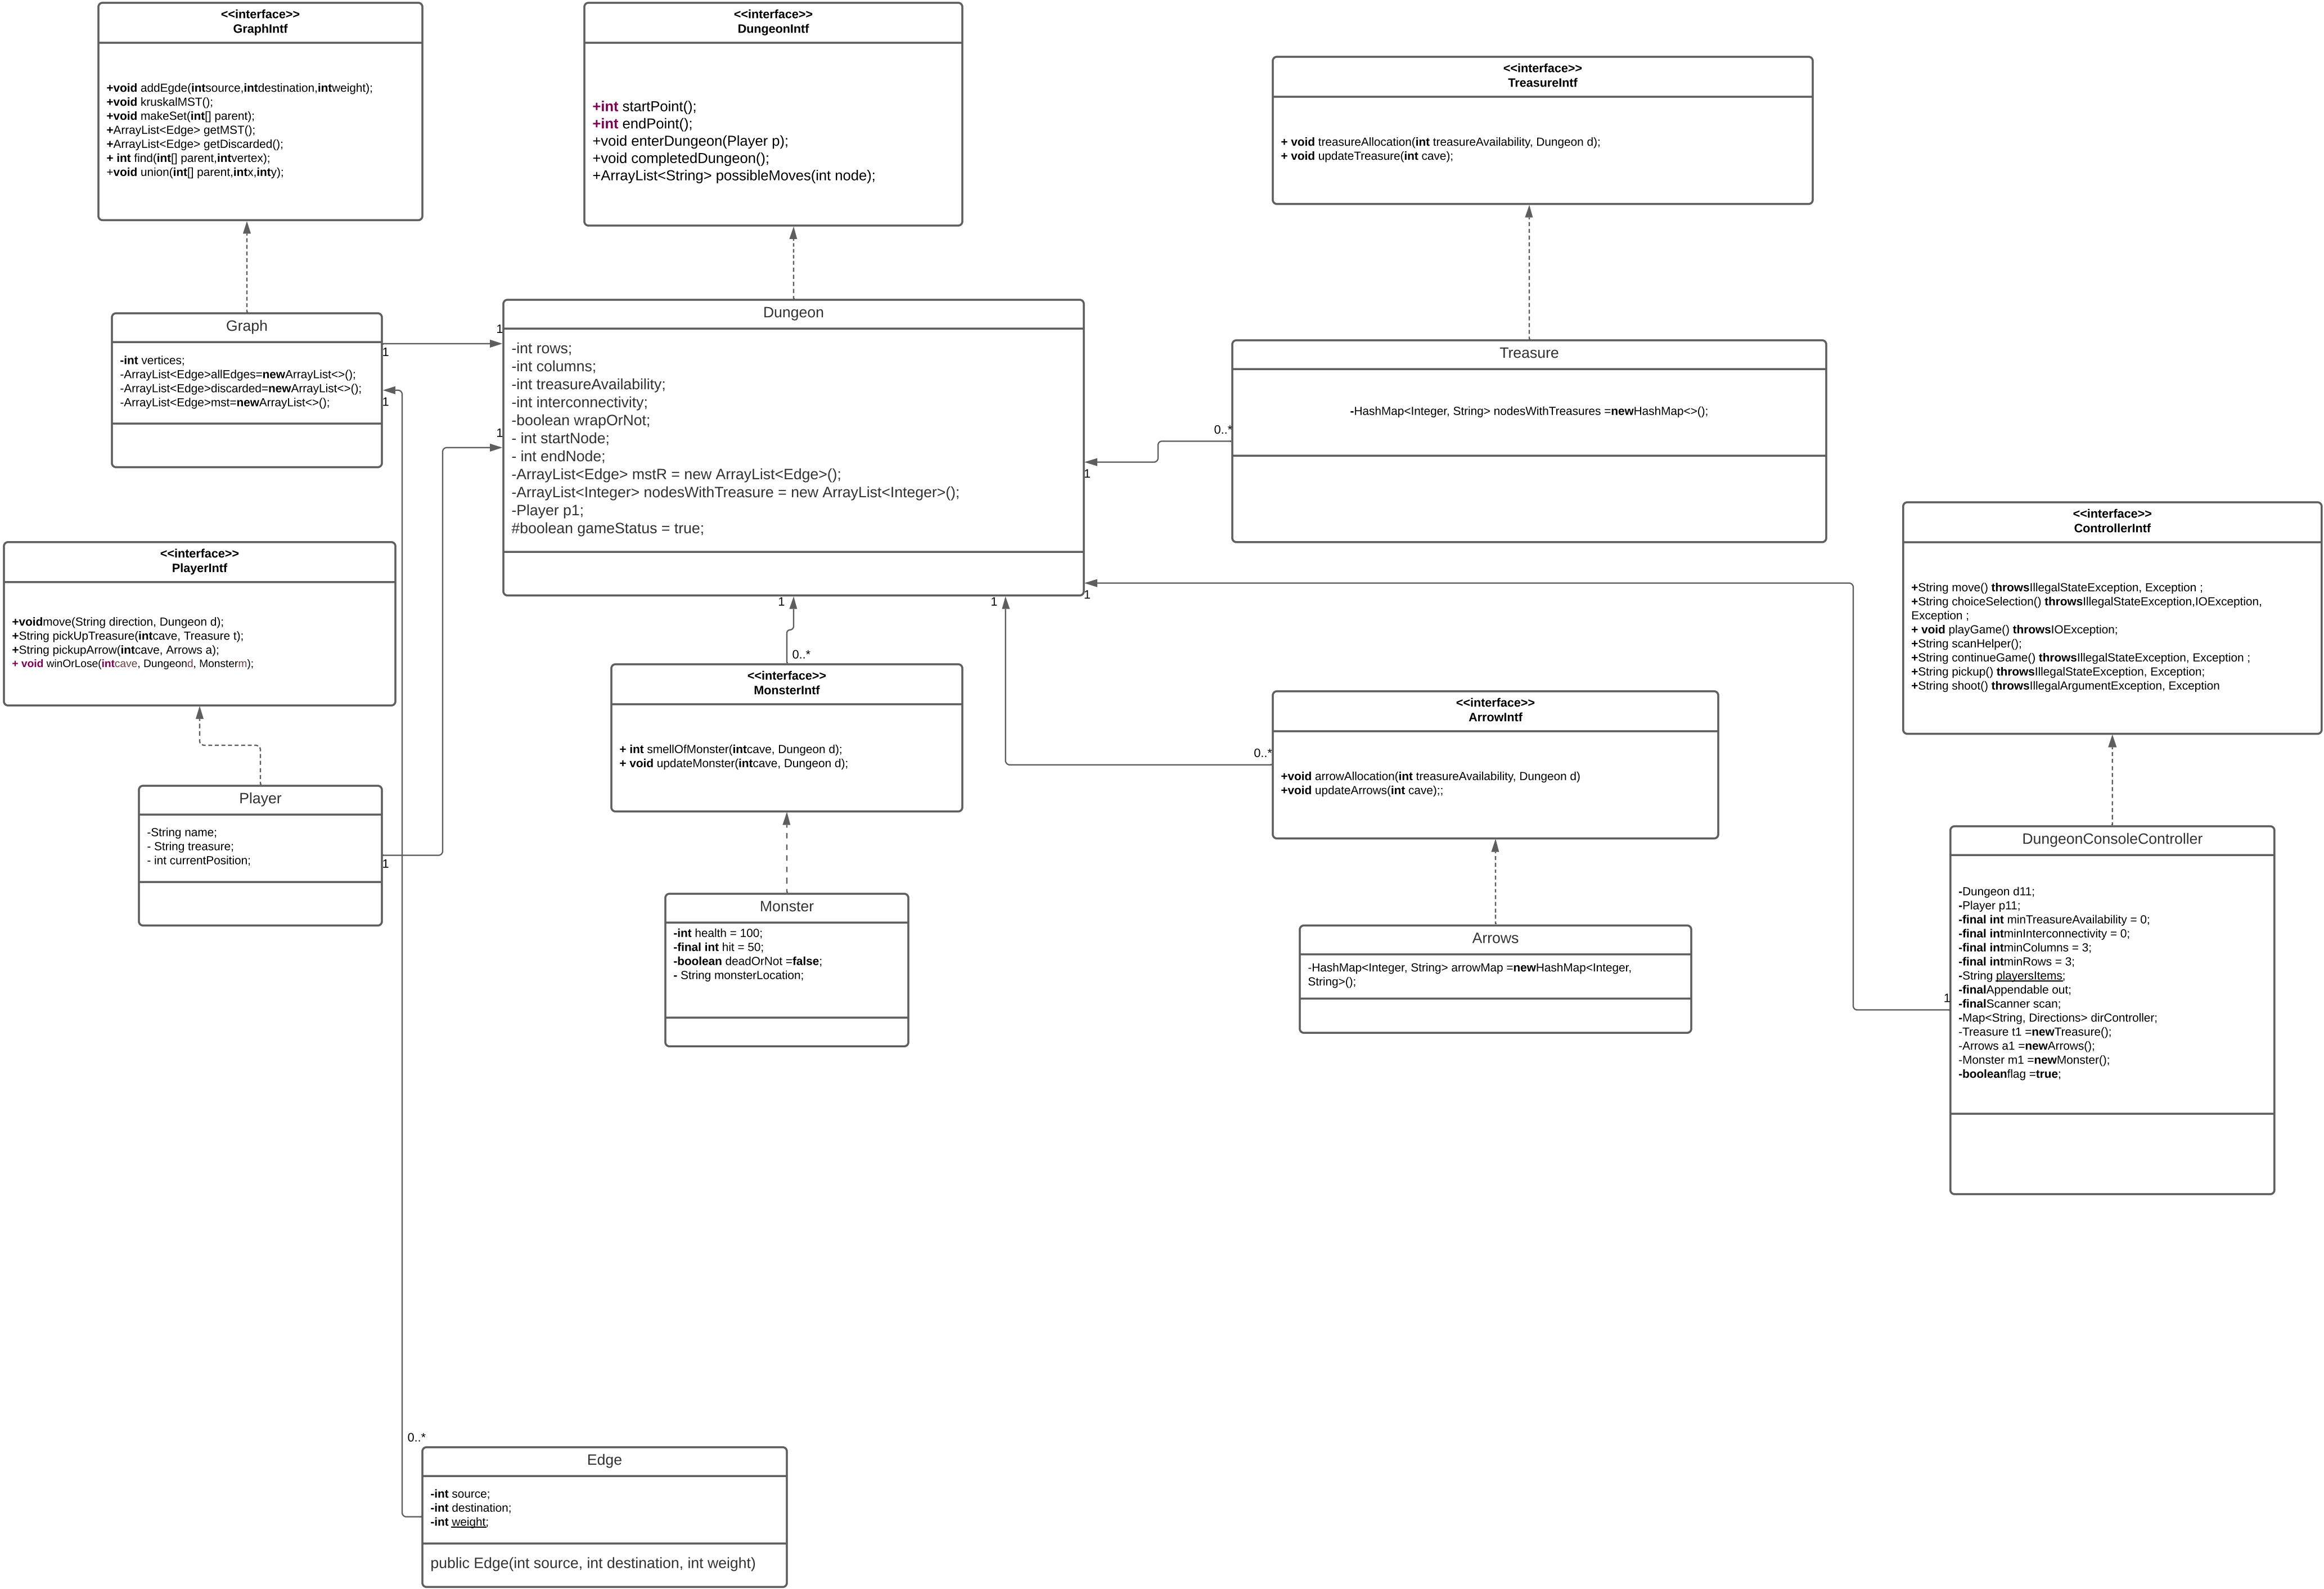 <<interface>>
GraphIntf
+void addEgde(intsource,intdestination,intweight);
+void kruskalMST();
+void makeSet(int[] parent);
+ArrayList<Edge> getMST();
+ArrayList<Edge> getDiscarded();
+ int find(int[] parent,intvertex);
+void union(int[] parent,intx,inty);
<<interface>>
DungeonIntf
+int startPoint();
+int endPoint();
+void enterDungeon(Player p);
+void completedDungeon();
+ArrayList<String> possibleMoves(int node);
<<interface>>
TreasureIntf
+ void treasureAllocation(int treasureAvailability, Dungeon d);
+ void updateTreasure(int cave);
Graph
-int vertices;
-ArrayList<Edge>allEdges=newArrayList<>();
-ArrayList<Edge>discarded=newArrayList<>();
-ArrayList<Edge>mst=newArrayList<>();
1
1
1
1
Dungeon
-int rows;
-int columns;
-int treasureAvailability;
-int interconnectivity;
-boolean wrapOrNot;
- int startNode;
- int endNode;
-ArrayList<Edge> mstR = new ArrayList<Edge>();
-ArrayList<Integer> nodesWithTreasure = new ArrayList<Integer>();
-Player p1;
#boolean gameStatus = true;
Treasure
-HashMap<Integer, String> nodesWithTreasures =newHashMap<>();
0..*
1
<<interface>>
PlayerIntf
+voidmove(String direction, Dungeon d);
+String pickUpTreasure(intcave, Treasure t);
+String pickupArrow(intcave, Arrows a);
+ void winOrLose(intcave, Dungeond, Monsterm);
<<interface>>
ControllerIntf
+String move() throwsIllegalStateException, Exception ;
+String choiceSelection() throwsIllegalStateException,IOException,
Exception ;
+ void playGame() throwsIOException;
+String scanHelper();
+String continueGame() throwsIllegalStateException, Exception ;
+String pickup() throwsIllegalStateException, Exception;
+String shoot() throwsIllegalArgumentException, Exception
1
1
1
0..*
<<interface>>
MonsterIntf
+ int smellOfMonster(intcave, Dungeon d);
+ void updateMonster(intcave, Dungeon d);
0..*
<<interface>>
ArrowIntf
+void arrowAllocation(int treasureAvailability, Dungeon d)
+void updateArrows(int cave);;
Player
-String name;
- String treasure;
- int currentPosition;
1
Monster
-int health = 100;
-final int hit = 50;
-boolean deadOrNot =false;
- String monsterLocation;
Arrows
-HashMap<Integer, String> arrowMap =newHashMap<Integer,
String>();
DungeonConsoleController
-Dungeon d11;
-Player p11;
-final int minTreasureAvailability = 0;
-final intminInterconnectivity = 0;
-final intminColumns = 3;
-final intminRows = 3;
-String playersItems;
-finalAppendable out;
-finalScanner scan;
-Map<String, Directions> dirController;
-Treasure t1 =newTreasure();
-Arrows a1 =newArrows();
-Monster m1 =newMonster();
-booleanflag =true;
1
0..*
Edge
-int source;
-int destination;
-int weight;
public Edge(int source, int destination, int weight)